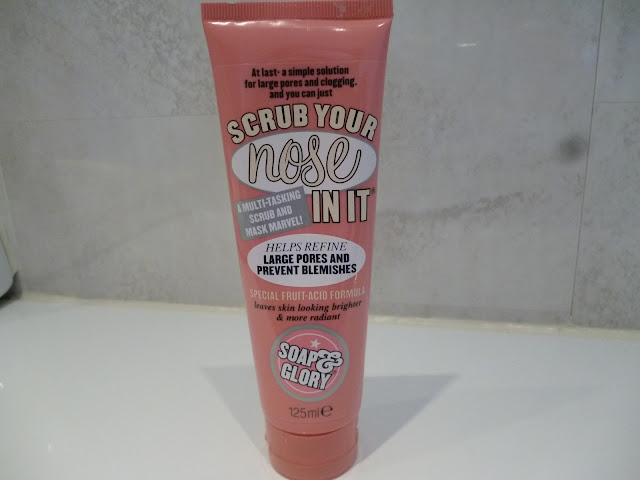 At last- a simple solution
for large pores and clogging.
and you can just
SCRUB YOUR
nose
IN IT
A MULTI-TASKING
SCRUB AND
MASK MARVEL!
HELPS REFINE
LARGE PORES AND
PREVENT BLEMISHES
SPECIAL FRUIT-ACID FORMULA
leaves skin looking brighter
& more radiant
SOAP&
GLORY
125ml e